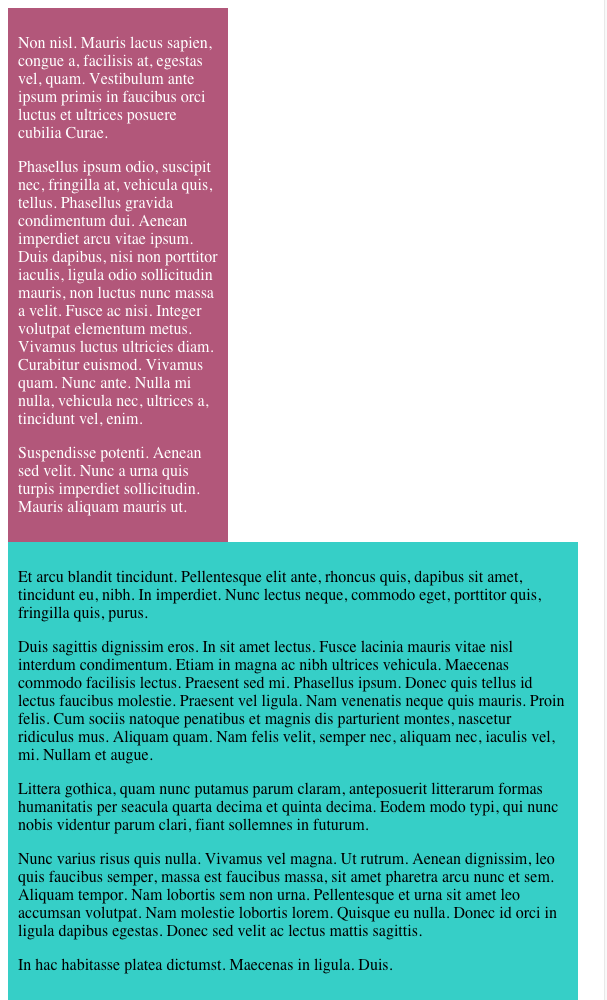 Non nisl. Mauris lacus sapien,
congue a, facilisis at, egestas
vel, quam. Vestibulum ante
ipsum primis in faucibus orci
luctus et ultrices posuere
cubilia Curae.
Phasellus ipsum odio, suscipit
nec, fringilla at, vehicula quis,
tellus. Phasellus gravida
condimentum dui. Aenean
imperdiet arcu vitae ipsum.
Duis dapibus, nisi non porttitor
iaculis, ligula odio sollicitudin
mauris, non luctus nunc massa
a velit. Fusce ac nisi. Integer
volutpat elementum metus.
Vivamus luctus ultricies diam.
Curabitur euismod. Vivamus
quam. Nunc ante. Nulla mi
nulla, vehicula nec, ultrices a,
tincidunt vel, enim.
Suspendisse potenti. Aenean
sed velit. Nunc a urna quis
turpis imperdiet sollicitudin.
Mauris aliquam mauris ut.
Et arcu blandit tincidunt. Pellentesque elit ante, rhoncus quis, dapibus sit amet,
tincidunt eu, nibh. In imperdiet. Nunc lectus neque, commodo eget, porttitor quis,
fringilla quis, purus.
Duis sagittis dignissim eros. In sit amet lectus. Fusce lacinia mauris vitae nisl
interdum condimentum. Etiam in magna ac nibh ultrices vehicula. Maecenas
commodo facilisis lectus. Praesent sed mi. Phasellus ipsum. Donec quis tellus id
lectus faucibus molestie. Praesent vel ligula. Nam venenatis neque quis mauris. Proin
felis. Cum sociis natoque penatibus et magnis dis parturient montes, nascetur
ridiculus mus. Aliquam quam. Nam felis velit, semper nec, aliquam nec, iaculis vel,
mi. Nullam et augue.
Littera gothica, quam nunc putamus parum claram, anteposuerit litterarum formas
humanitatis per seacula quarta decima et quinta decima. Eodem modo typi, qui nunc
nobis videntur parum clari, fiant sollemnes in futurum.
Nunc varius risus quis nulla. Vivamus vel magna. Ut rutrum. Aenean dignissim, leo
quis faucibus semper, massa est faucibus massa, sit amet pharetra arcu nunc et sem.
Aliquam tempor. Nam lobortis sem non urna. Pellentesque et urna sit amet leo
accumsan volutpat. Nam molestie lobortis lorem. Quisque eu nulla. Donec id orci in
ligula dapibus egestas. Donec sed velit ac lectus mattis sagittis.
In hac habitasse platea dictumst. Maecenas in ligula. Duis.